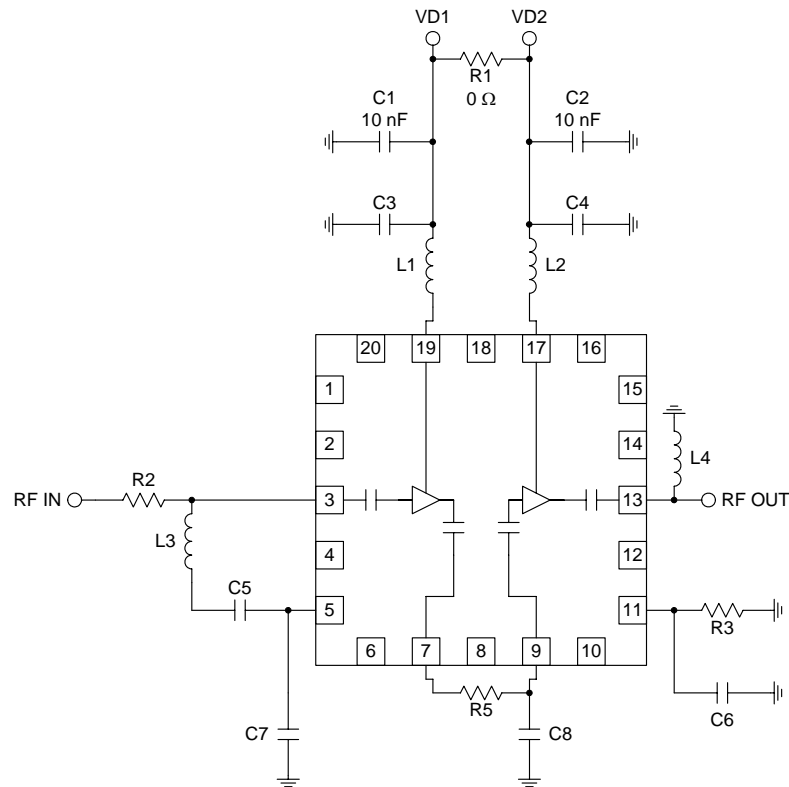 VD1 VD2
R1
0 Ω
C1
10 nF
C2
10 nF
C3 C4
L1 L2
20 19 18 17 16
1 15
2 14
L4
R2
RF IN 3 13 RF OUT
L3
4 12
C5
5 11
R3
6 7 8 9 10
R5
C6
C7 C8